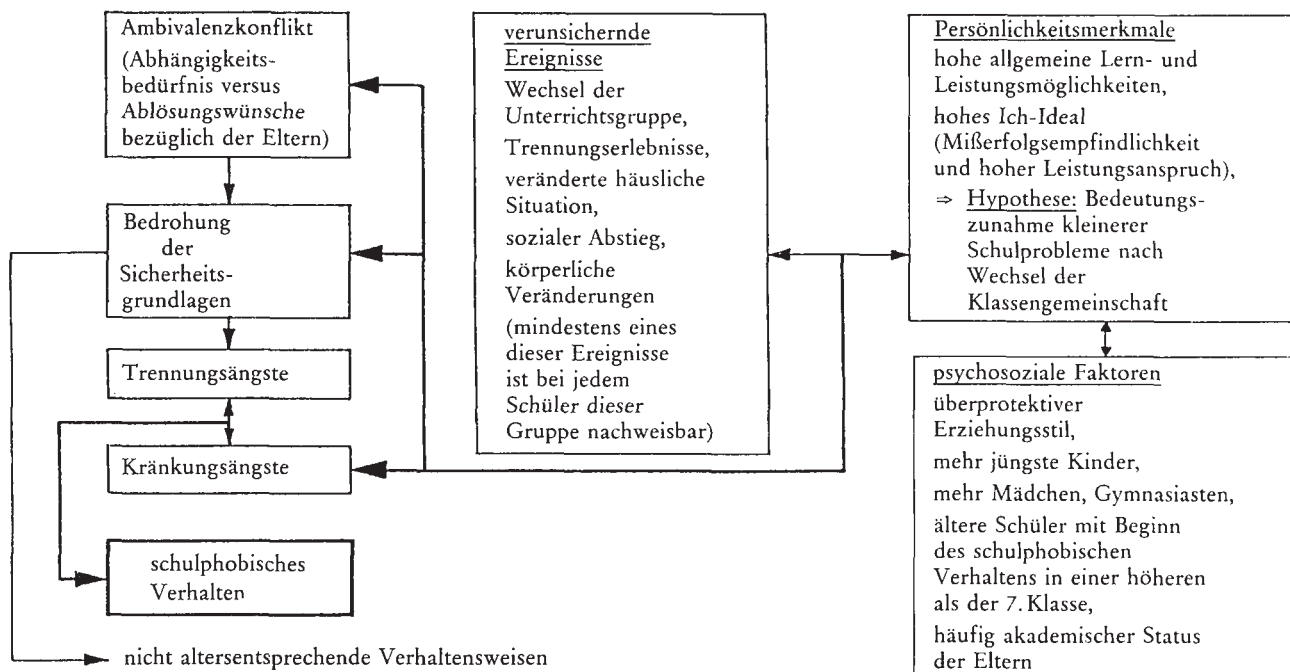 Ambivalenzkonflikt
(Abhängigkeits-
bedürfnis versus
Ablösungswünsche
bezüglich der Eltern)
Bedrohung
der
Sicherheits-
grundlagen
Trennungsängste
Kränkungsängste
schulphobisches
Verhalten
nicht altersentsprechende Verhaltensweisen
verunsichernde
Ereignisse
Wechsel der
Unterrichtsgruppe,
Trennungserlebnisse,
veränderte häusliche
Situation,
sozialer Abstieg,
körperliche
Veränderungen
(mindestens eines
dieser Ereignisse
ist bei jedem
Schüler dieser
Gruppe nachweisbar)
Persönlichkeitsmerkmale
hohe allgemeine Lern- und
Leistungsmöglichkeiten,
hohes Ich-Ideal
(Mißerfolgsempfindlichkeit
und hoher Leistungsanspruch),
⇒ Hypothese: Bedeutungs-
zunahme kleinerer
Schulprobleme nach
Wechsel der
Klassengemeinschaft
psychosoziale Faktoren
überprotektiver
Erziehungsstil,
mehr jüngste Kinder,
mehr Mädchen, Gymnasiasten,
ältere Schüler mit Beginn
des schulphobischen
Verhaltens in einer höheren
als der 7. Klasse,
häufig akademischer Status
der Eltern